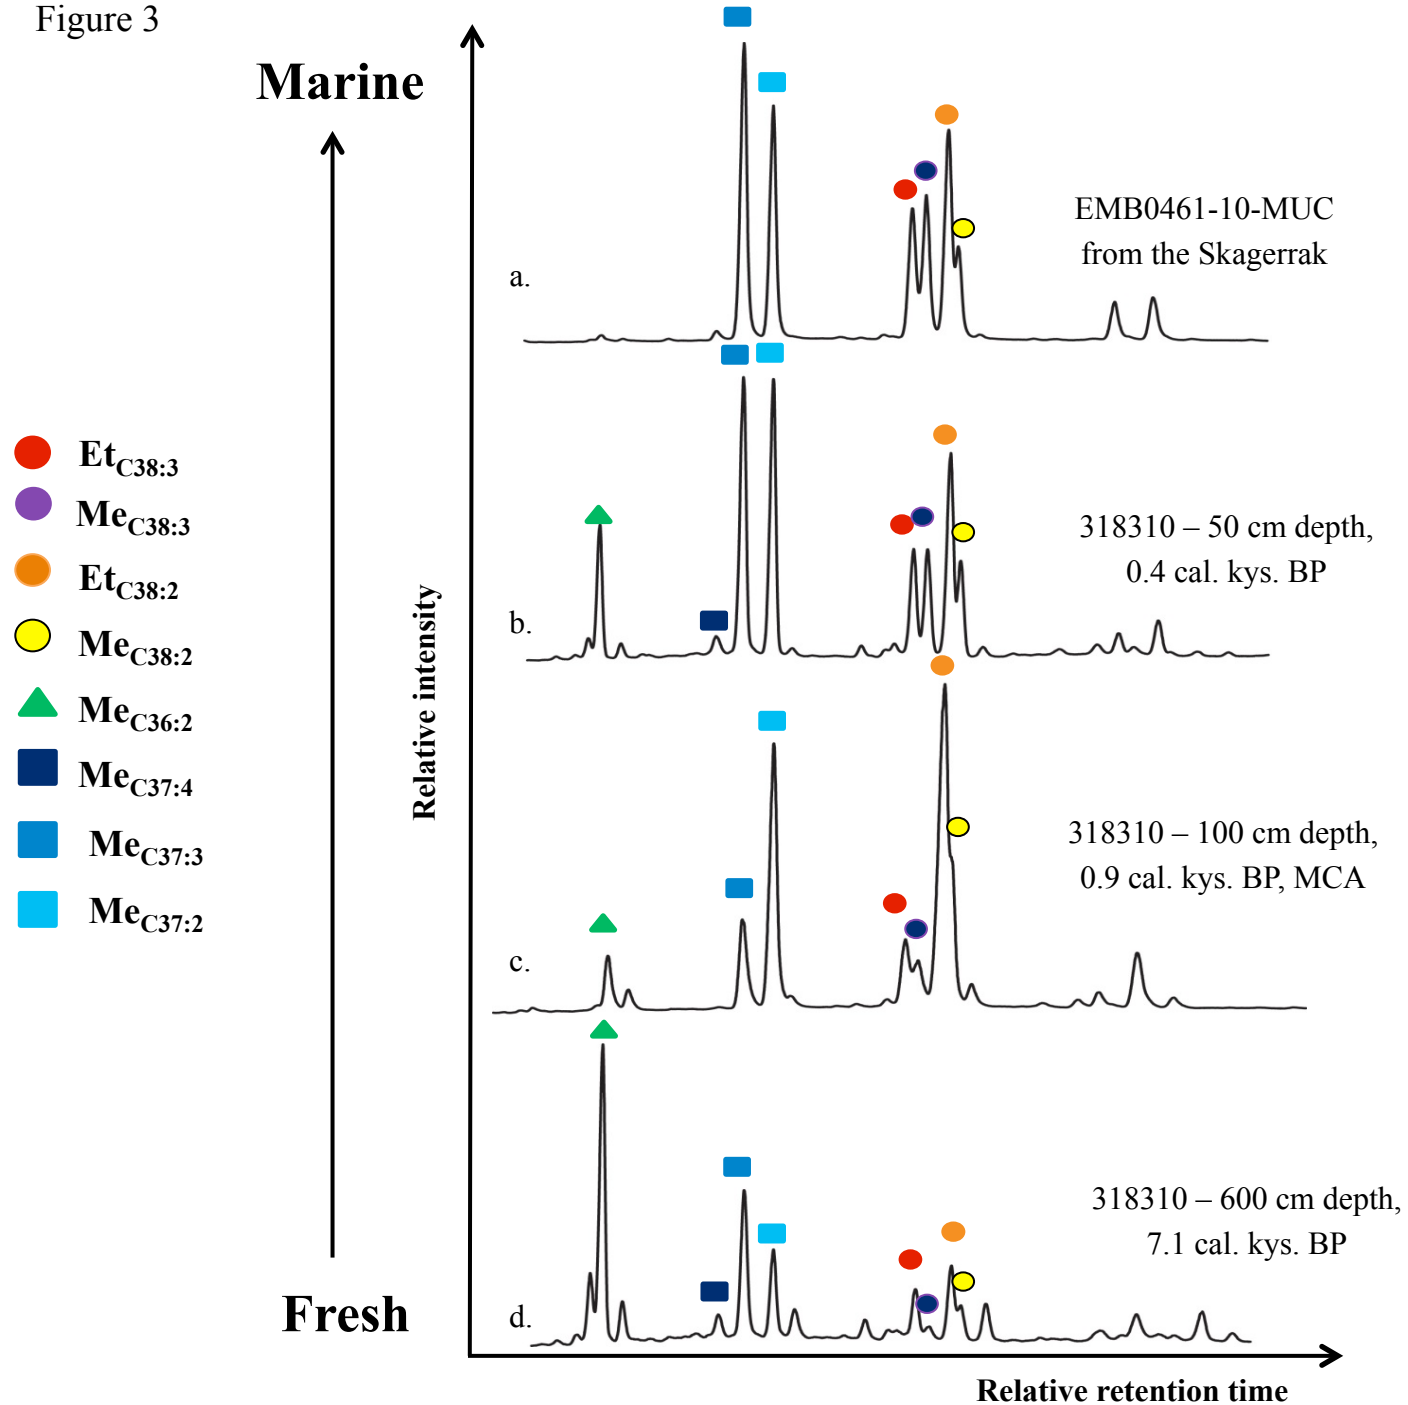 Figure 3
Marine
EMB0461-10-MUC
from the Skagerrak
a.
Et_C38:3
Me_C38:3
Et_C38:2
Me_C38:2
Me_C36:2
Me_C37:4
Me_C37:3
Me_C37:2
Relative intensity
318310 – 50 cm depth,
0.4 cal. kys. BP
b.
318310 – 100 cm depth,
0.9 cal. kys. BP, MCA
c.
318310 – 600 cm depth,
7.1 cal. kys. BP
d.
Fresh
Relative retention time